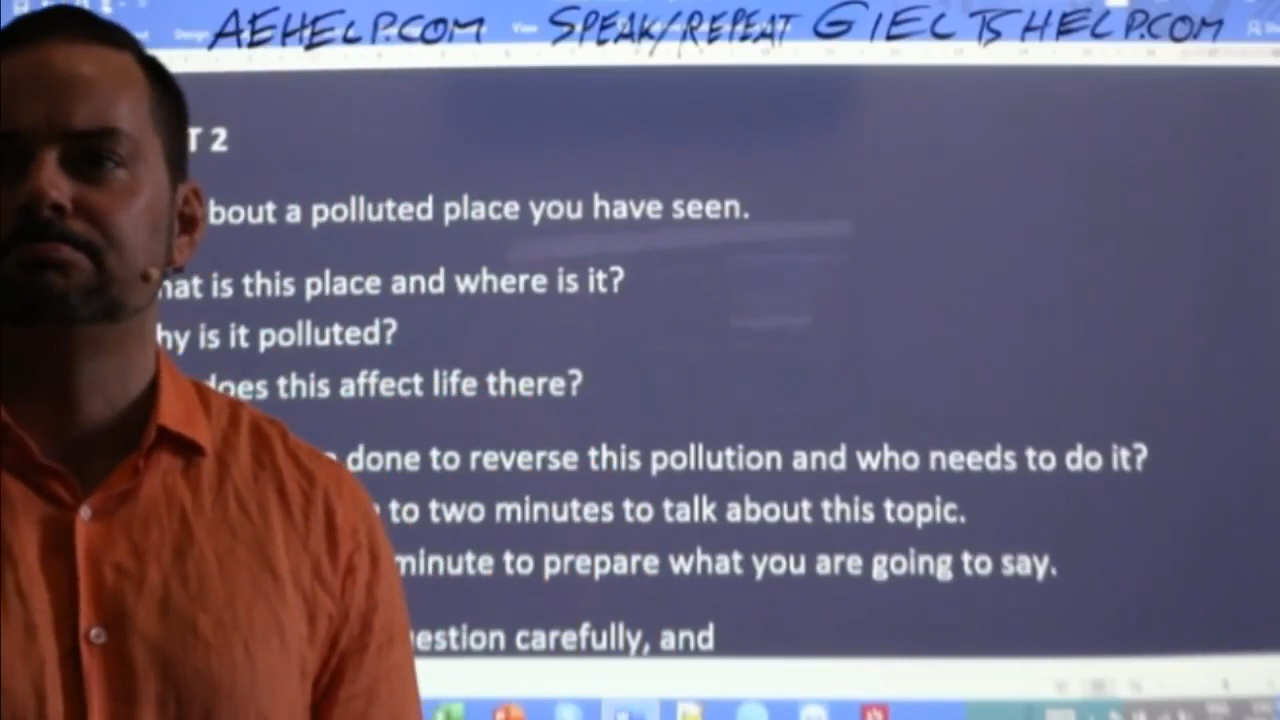 AEHELP.COM SPEAK/REPEAT GIELTSHELP.COM
T 2
bout a polluted place you have seen.
hat is this place and where is it?
hy is it polluted?
does this affect life there?
done to reverse this pollution and who needs to do it?
to two minutes to talk about this topic.
minute to prepare what you are going to say.
estion carefully, and